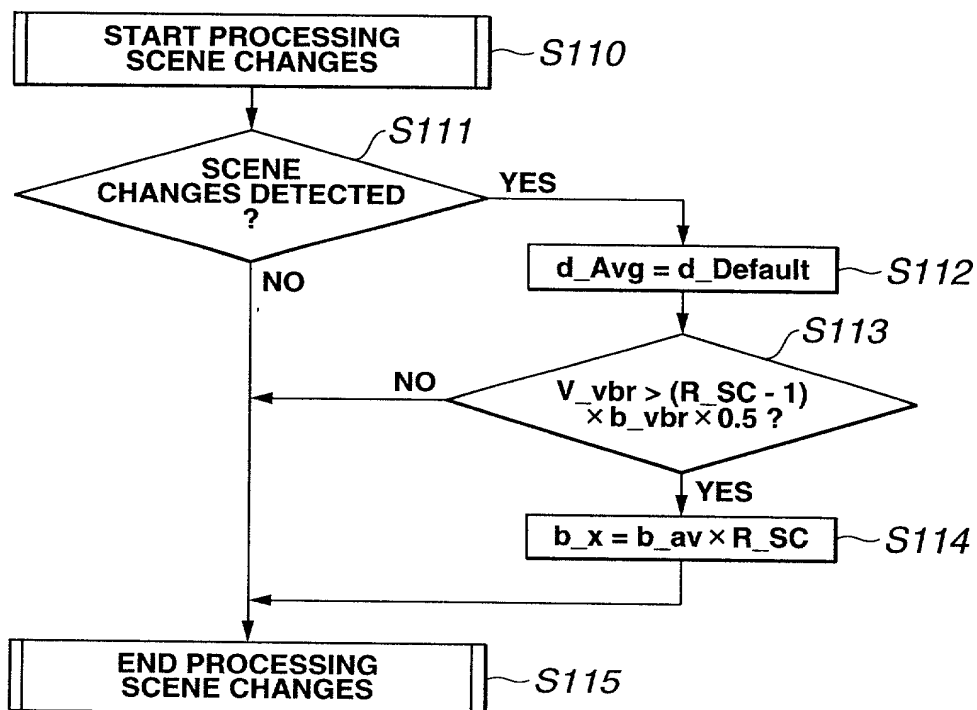 START PROCESSING
SCENE CHANGES
S110
S111
SCENE
CHANGES DETECTED
?
YES
NO
d_Avg = d_Default
S112
S113
V_vbr > (R_SC - 1)
× b_vbr × 0.5 ?
NO
YES
b_x = b_av × R_SC
S114
END PROCESSING
SCENE CHANGES
S115